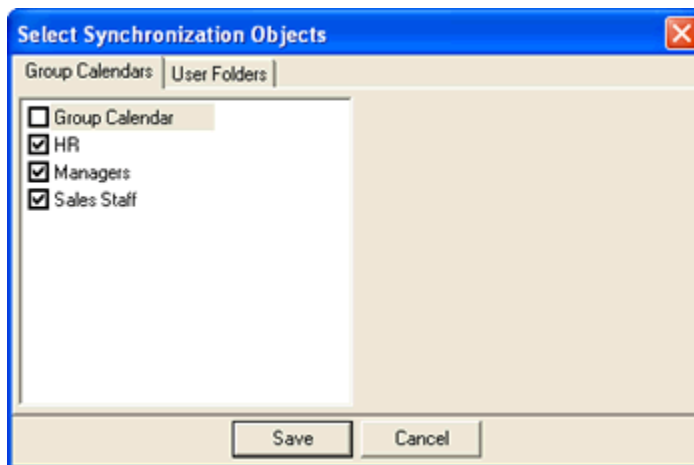 Select Synchronization Objects
Group Calendars User Folders
Group Calendar
HR
Managers
Sales Staff
Save Cancel